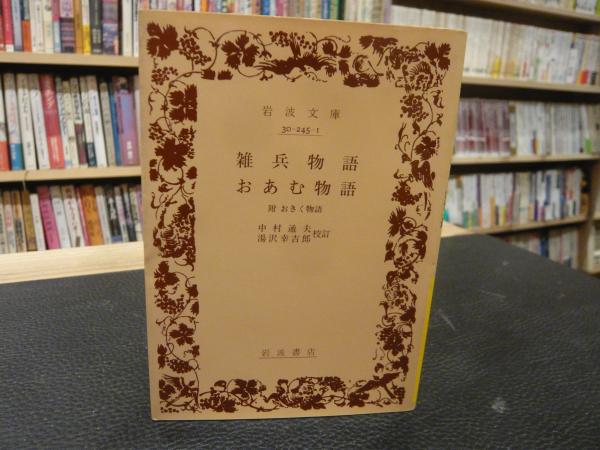 岩波文庫
30-245-1
雑兵物語
おあむ物語
附 おきく物語
中村通夫
湯沢幸吉郎 校訂
岩波書店